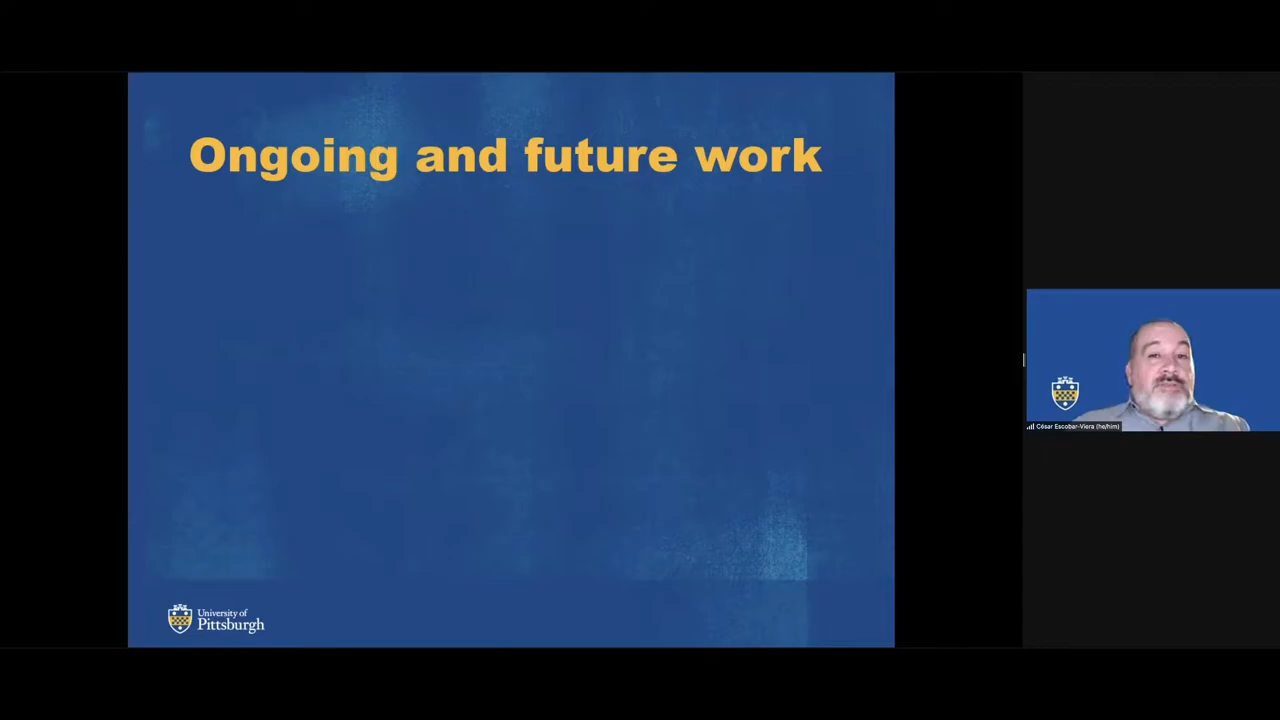 Ongoing and future work
University of
Pittsburgh
César Escobar-Viera (he/him)